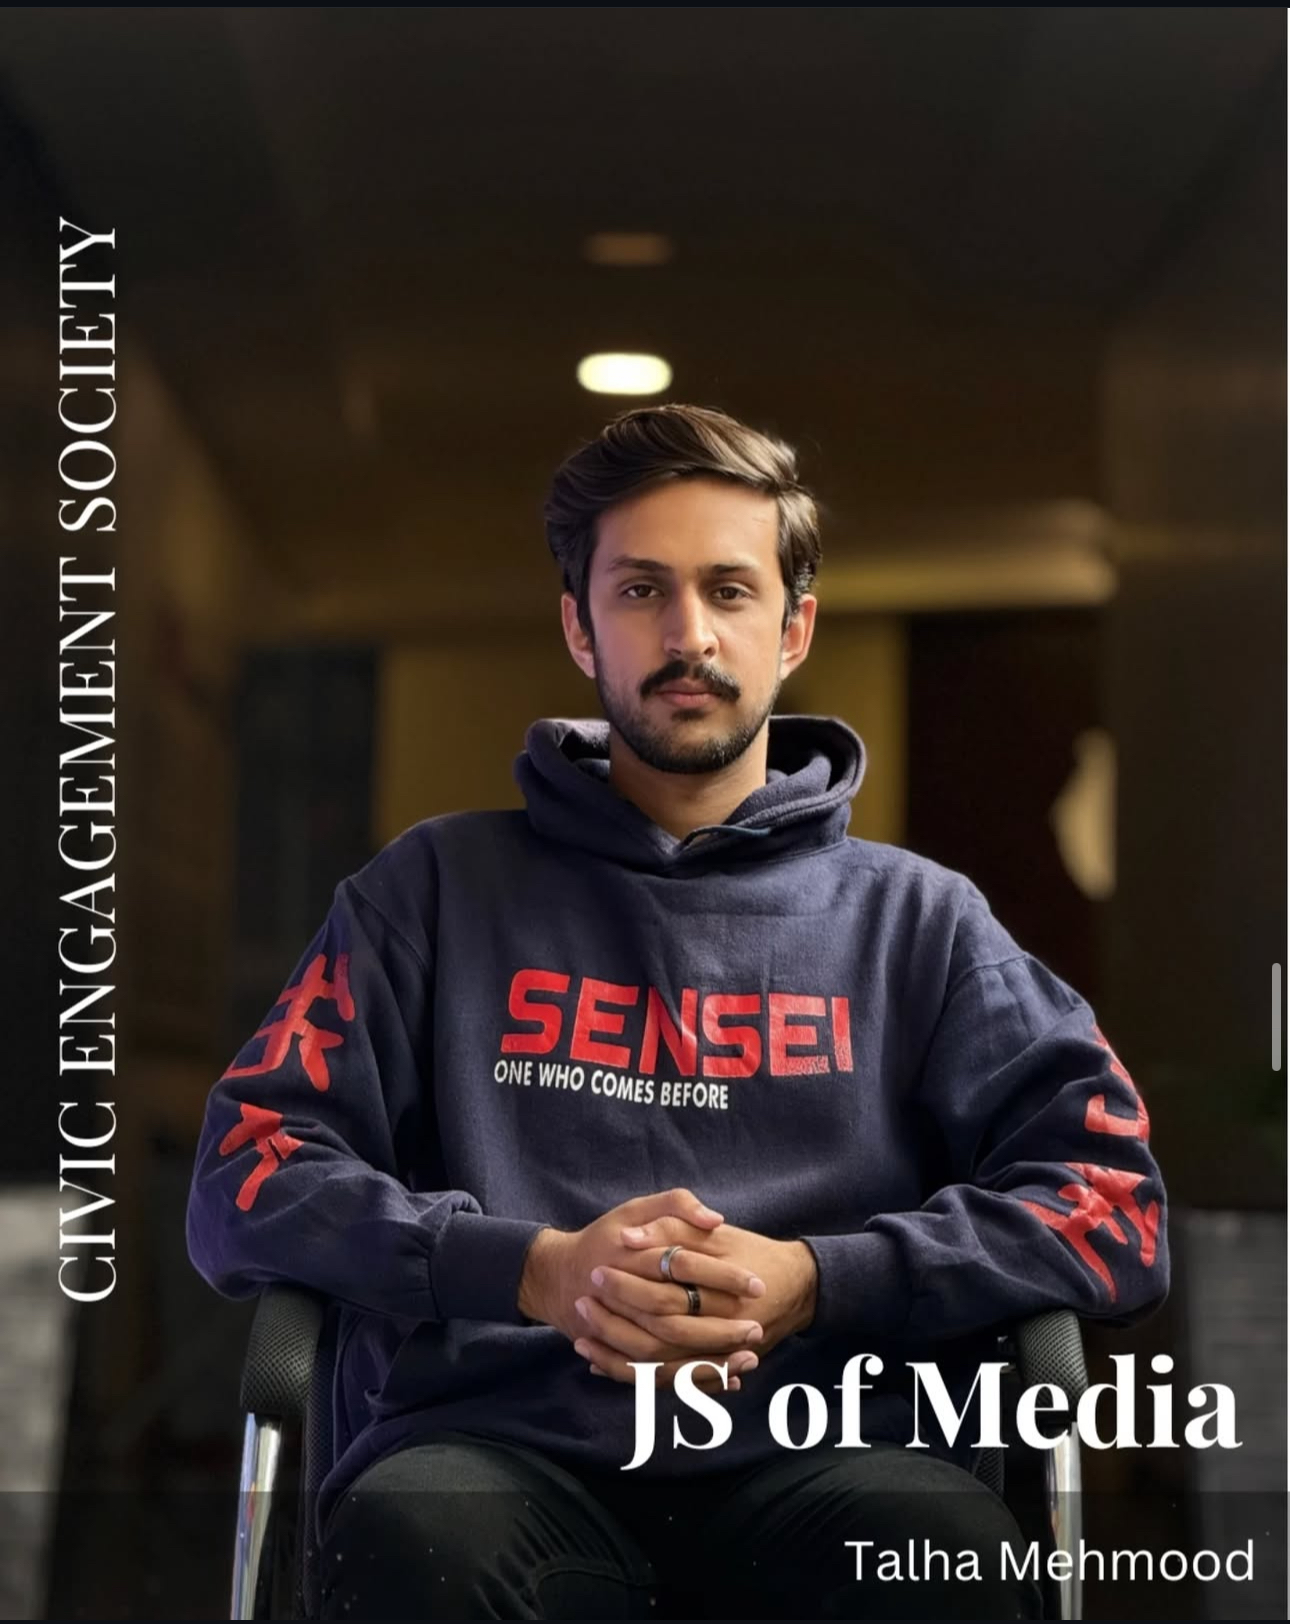 CIVIC ENGAGEMENT SOCIETY
SENSEI
ONE WHO COMES BEFORE
JS of Media
Talha Mehmood